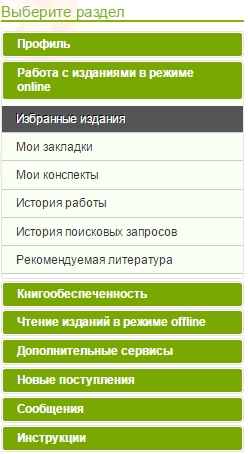 Выберите раздел
Профиль
Работа с изданиями в режиме
online
Избранные издания
Мои закладки
Мои конспекты
История работы
История поисковых запросов
Рекомендуемая литература
Книгообеспеченность
Чтение изданий в режиме offline
Дополнительные сервисы
Новые поступления
Сообщения
Инструкции